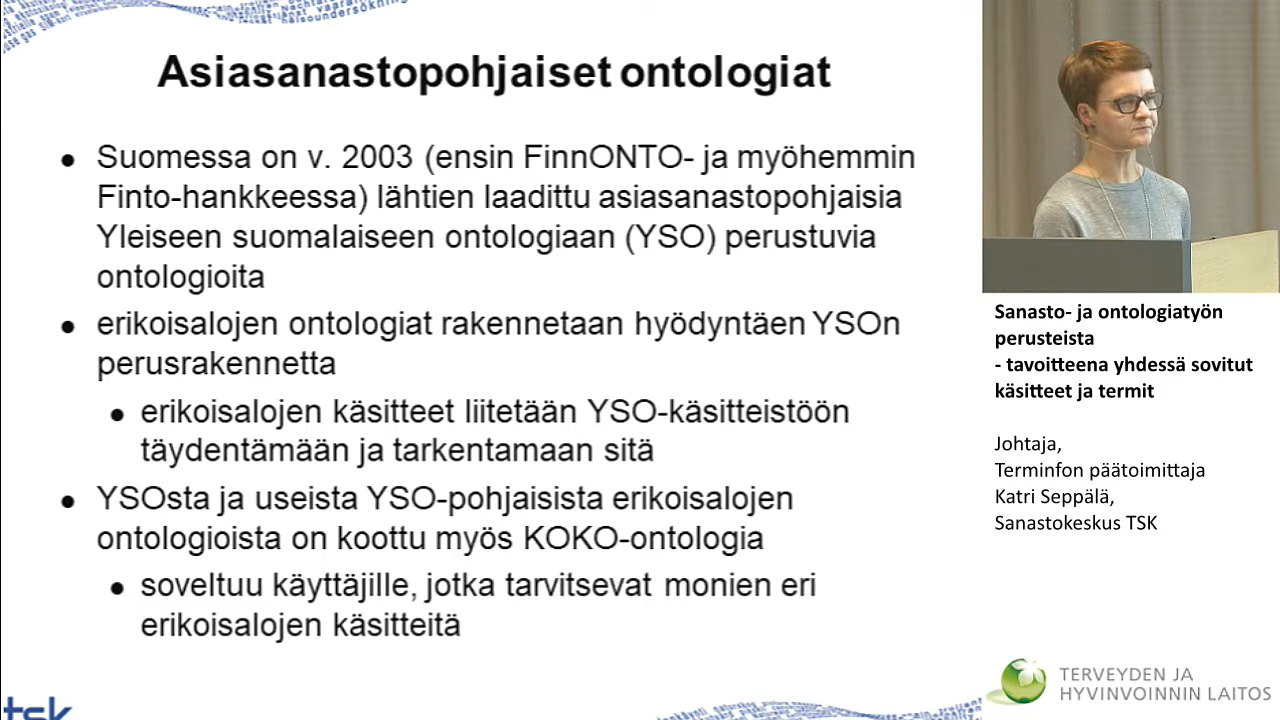 Asiasanastopohjaiset ontologiat
• Suomessa on v. 2003 (ensin FinnONTO- ja myöhemmin
Finto-hankkeessa) lähtien laadittu asiasanastopohjaisia
Yleiseen suomalaiseen ontologiaan (YSO) perustuvia
ontologioita
• erikoisalojen ontologiat rakennetaan hyödyntäen YSOn
perusrakennetta
• erikoisalojen käsitteet liitetään YSO-käsitteistöön
täydentämään ja tarkentamaan sitä
• YSOsta ja useista YSO-pohjaisista erikoisalojen
ontologioista on koottu myös KOKO-ontologia
• soveltuu käyttäjille, jotka tarvitsevat monien eri
erikoisalojen käsitteitä
tsk
Sanasto- ja ontologiatyön
perusteista
- tavoitteena yhdessä sovitut
käsitteet ja termit
Johtaja,
Terminfon päätoimittaja
Katri Seppälä,
Sanastokeskus TSK
TERVEYDEN JA
HYVINVOINNIN LAITOS